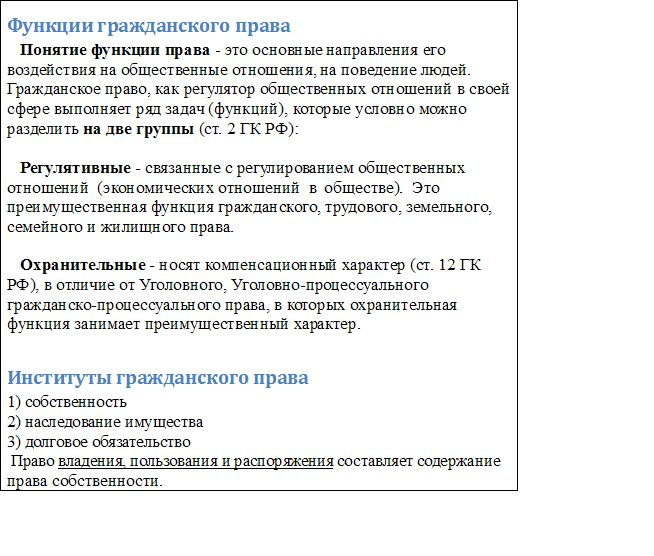 Функции гражданского права
Понятие функции права - это основные направления его
воздействия на общественные отношения, на поведение людей.
Гражданское право, как регулятор общественных отношений в своей
сфере выполняет ряд задач (функций), которые условно можно
разделить на две группы (ст. 2 ГК РФ):
Регулятивные - связанные с регулированием общественных
отношений (экономических отношений в обществе). Это
преимущественная функция гражданского, трудового, земельного,
семейного и жилищного права.
Охранительные - носят компенсационный характер (ст. 12 ГК
РФ), в отличие от Уголовного, Уголовно-процессуального
гражданско-процессуального права, в которых охранительная
функция занимает преимущественный характер.
Институты гражданского права
1) собственность
2) наследование имущества
3) долговое обязательство
Право владения, пользования и распоряжения составляет содержание
права собственности.